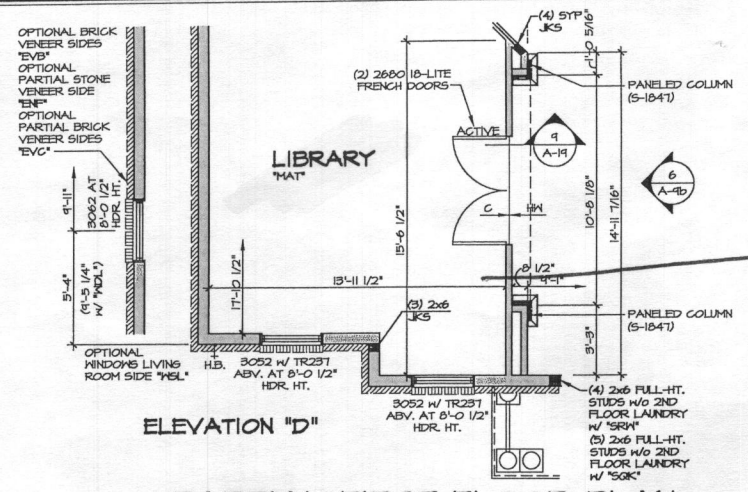 OPTIONAL BRICK
VENEER SIDES
"EVB"
OPTIONAL
PARTIAL STONE
VENEER SIDE
"ENF"
OPTIONAL
PARTIAL BRICK
VENEER SIDES
"EVC"
9'-11"
3062 AT
8'-0 1/2"
HDR. HT.
5'-4"
(9'-5 1/4"
W/ "WDL")
OPTIONAL
WINDOWS LIVING
ROOM SIDE "WSL"
(4) SYP
JKS
(2) 2680 18-LITE
FRENCH DOORS
ACTIVE
LIBRARY
"MAT"
15'-6 1/2"
C
HW
9
A-19
6
A-9b
1'-0 5/16"
PANELED COLUMN
(S-1847)
10'-8 1/8"
14'-11 7/16"
17'-10 1/2"
13'-11 1/2"
8 1/2"
9'-1"
(3) 2x6
JKS
PANELED COLUMN
(S-1847)
3'-3"
H.B.
3052 W/ TR237
ABV. AT 8'-0 1/2"
HDR. HT.
3052 W/ TR237
ABV. AT 8'-0 1/2"
HDR. HT.
(4) 2x6 FULL-HT.
STUDS W/O 2ND
FLOOR LAUNDRY
W/ "SRW"
(5) 2x6 FULL-HT.
STUDS W/O 2ND
FLOOR LAUNDRY
W/ "SQK"
ELEVATION "D"